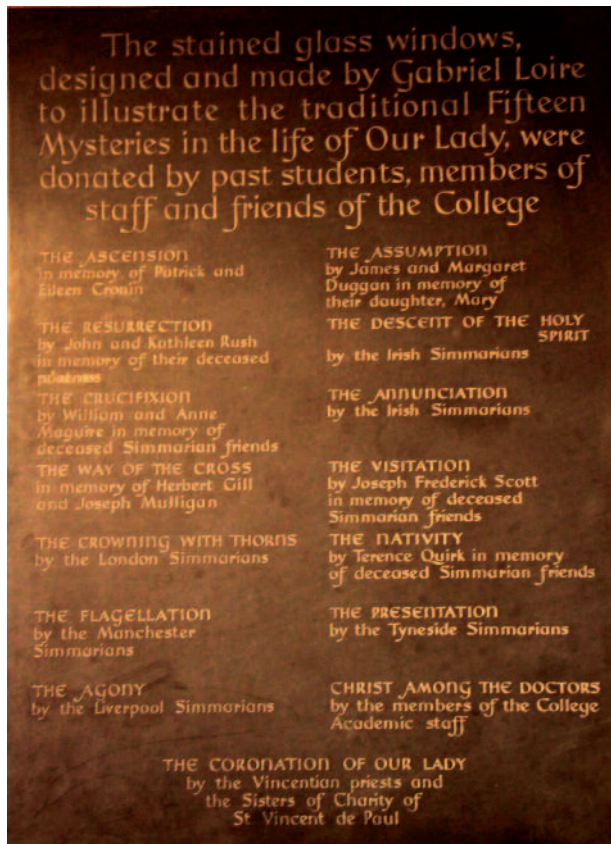 The stained glass windows,
designed and made by Gabriel Loire
to illustrate the traditional Fifteen
Mysteries in the life of Our Lady, were
donated by past students, members of
staff and friends of the College
THE ASCENSION
in memory of Patrick and
Eileen Cronin
THE RESURRECTION
by John and Kathleen Rush
in memory of their deceased
THE CRUCIFIXION
by William and Anne
Maguire in memory of
deceased Simmarian friends
THE WAY OF THE CROSS
in memory of Herbert Gill
and Joseph Mulligan
THE CROWNING WITH THORNS
by the London Simmarians
THE FLAGELLATION
by the Manchester
Simmarians
THE AGONY
by the Liverpool Simmarians
THE ASSUMPTION
by James and Margaret
Duggan in memory of
their daughter, Mary
THE DESCENT OF THE HOLY
SPIRIT
by the Irish Simmarians
THE ANNUNCIATION
by the Irish Simmarians
THE VISITATION
by Joseph Frederick Scott
in memory of deceased
Simmarian friends
THE NATIVITY
by Terence Quirk in memory
of deceased Simmarian friends
THE PRESENTATION
by the Tyneside Simmarians
CHRIST AMONG THE DOCTORS
by the members of the College
Academic staff
THE CORONATION OF OUR LADY
by the Vincentian priests and
the Sisters of Charity of
St Vincent de Paul